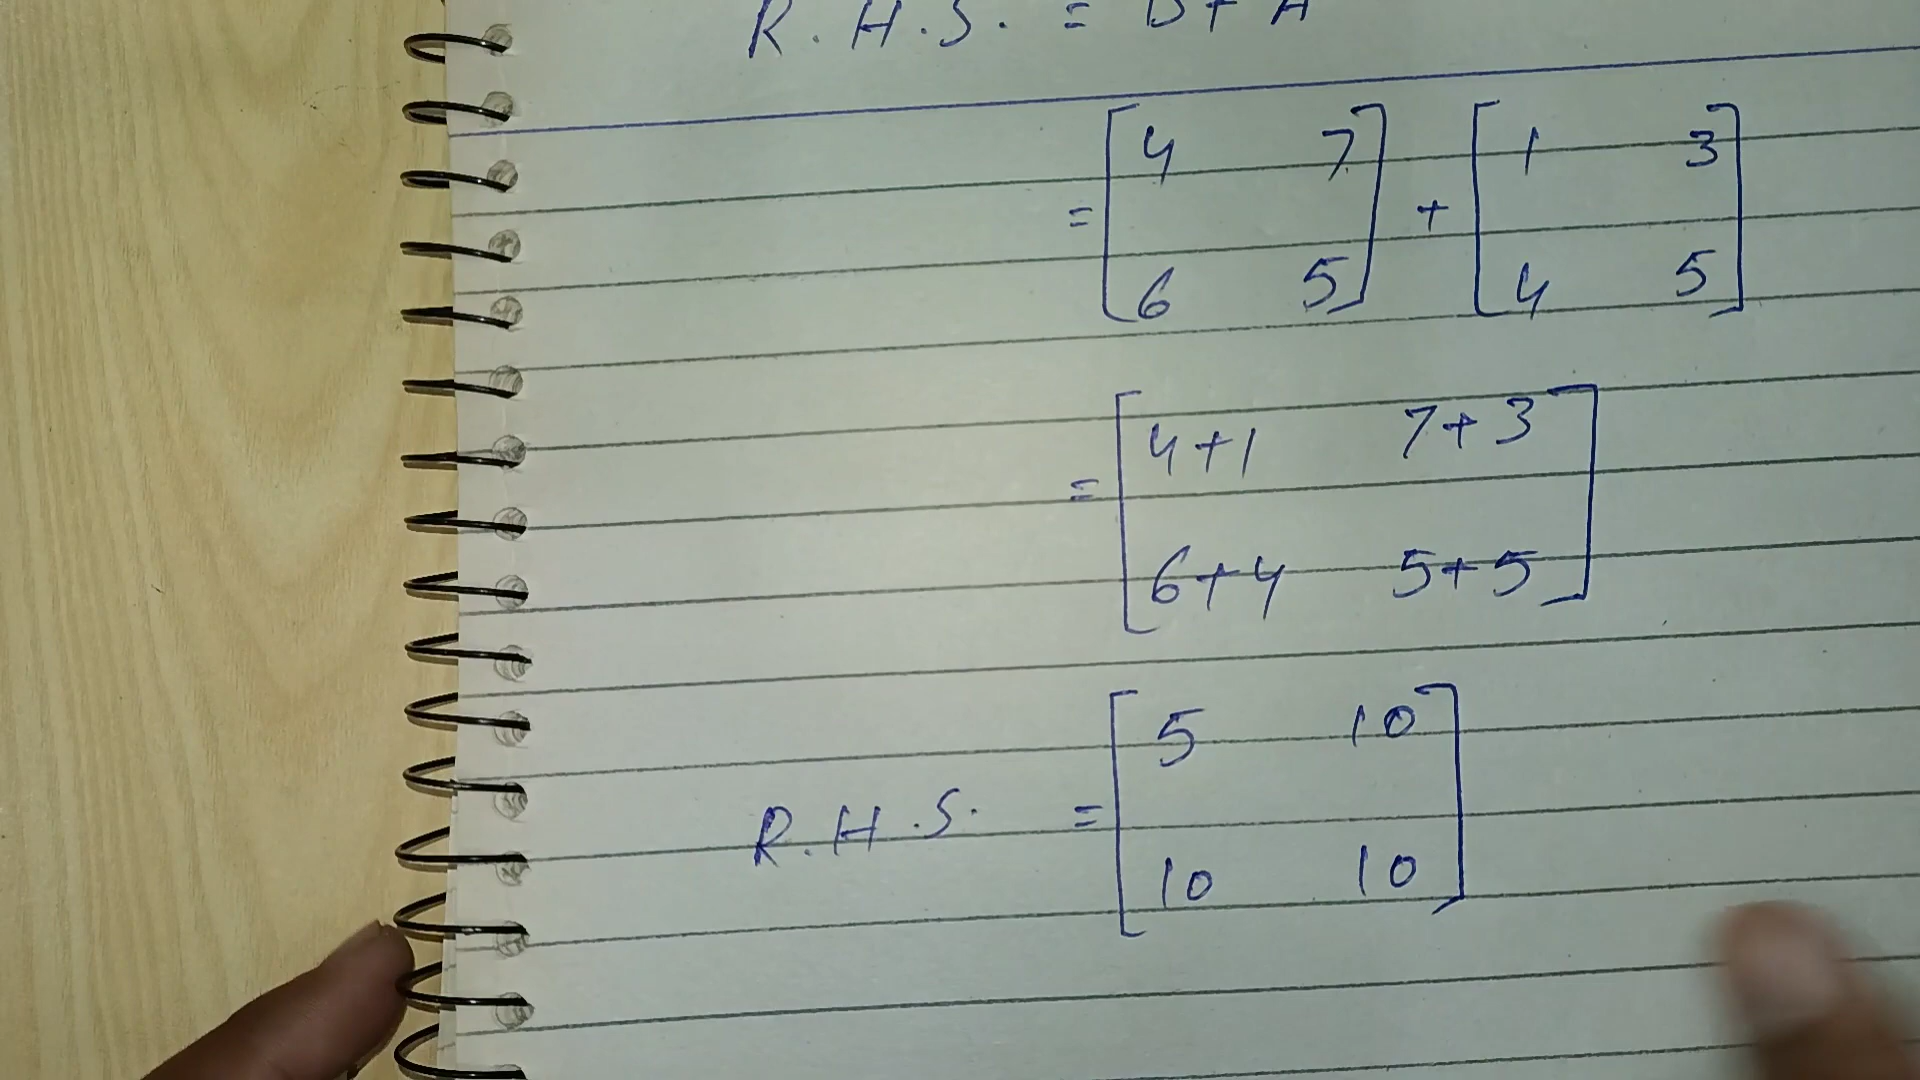 R.H.S. = B+A
= [4 7] + [1 3]
[6 5] [4 5]
= [4+1 7+3]
[6+4 5+5]
[5 10]
R.H.S. =
[10 10]